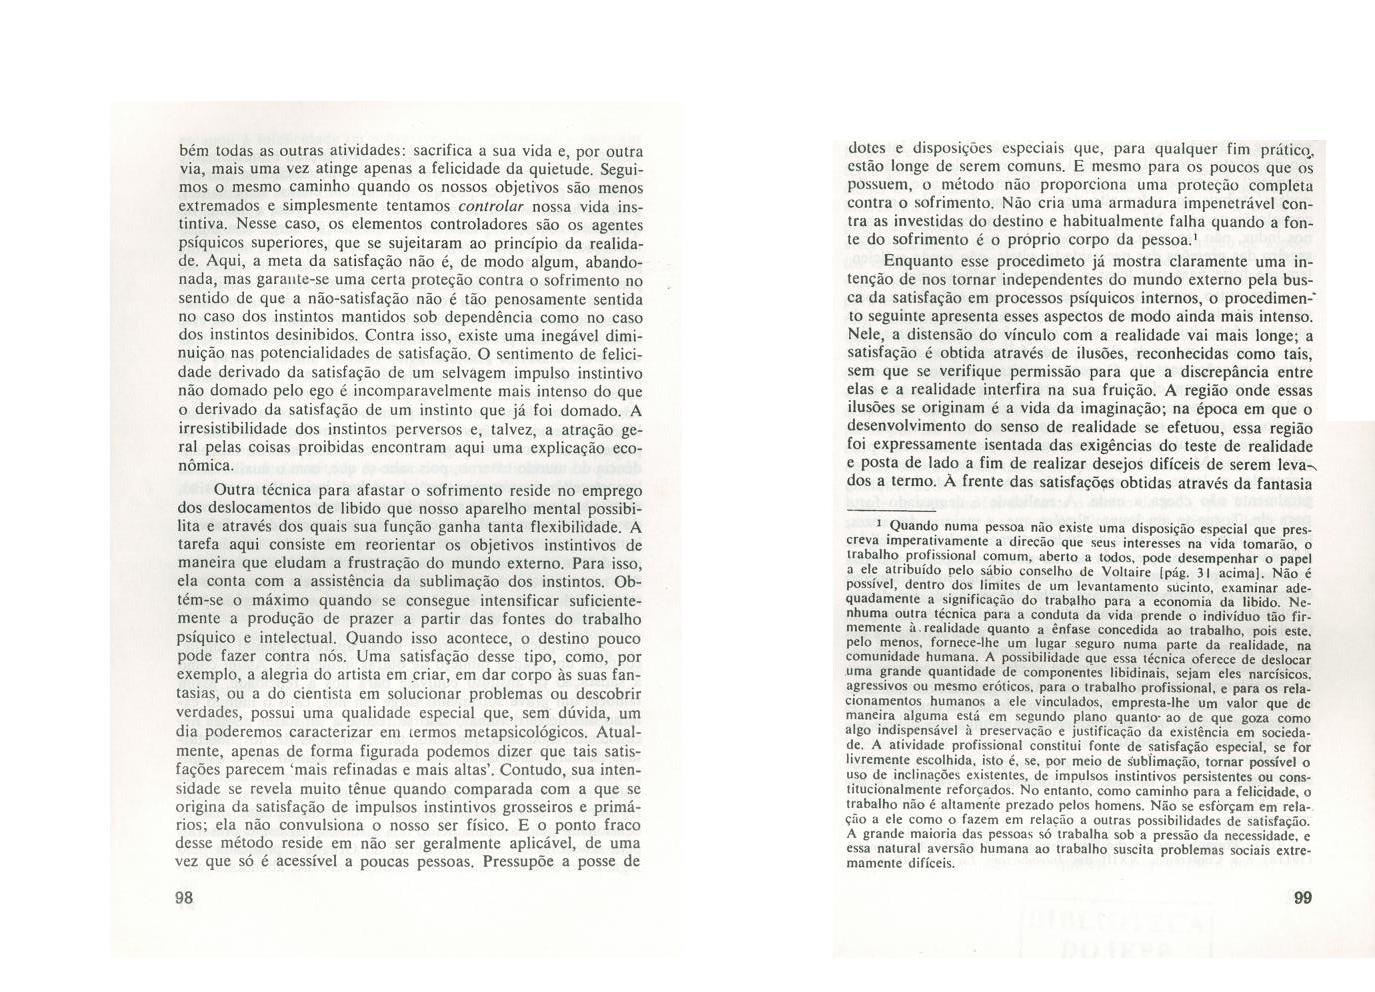 bém todas as outras atividades: sacrifica a sua vida e, por outra
via, mais uma vez atinge apenas a felicidade da quietude. Segui-
mos o mesmo caminho quando os nossos objetivos são menos
extremados e simplesmente tentamos controlar nossa vida ins-
tintiva. Nesse caso, os elementos controladores são os agentes
psíquicos superiores, que se sujeitaram ao princípio da realida-
de. Aqui, a meta da satisfação não é, de modo algum, abando-
nada, mas garante-se uma certa proteção contra o sofrimento no
sentido de que a não-satisfação não é tão penosamente sentida
no caso dos instintos mantidos sob dependência como no caso
dos instintos desinibidos. Contra isso, existe uma inegável dimi-
nuição nas potencialidades de satisfação. O sentimento de felici-
dade derivado da satisfação de um selvagem impulso instintivo
não domado pelo ego é incomparavelmente mais intenso do que
o derivado da satisfação de um instinto que já foi domado. A
irresistibilidade dos instintos perversos e, talvez, a atração ge-
ral pelas coisas proibidas encontram aqui uma explicação eco-
nômica.
Outra técnica para afastar o sofrimento reside no emprego
dos deslocamentos de libido que nosso aparelho mental possibi-
lita e através dos quais sua função ganha tanta flexibilidade. A
tarefa aqui consiste em reorientar os objetivos instintivos de
maneira que eludam a frustração do mundo externo. Para isso,
ela conta com a assistência da sublimação dos instintos. Ob-
tém-se o máximo quando se consegue intensificar suficiente-
mente a produção de prazer a partir das fontes do trabalho
psíquico e intelectual. Quando isso acontece, o destino pouco
pode fazer contra nós. Uma satisfação desse tipo, como, por
exemplo, a alegria do artista em criar, em dar corpo às suas fan-
tasias, ou a do cientista em solucionar problemas ou descobrir
verdades, possui uma qualidade especial que, sem dúvida, um
dia poderemos caracterizar em termos metapsicológicos. Atual-
mente, apenas de forma figurada podemos dizer que tais satis-
fações parecem ‘mais refinadas e mais altas’. Contudo, sua inten-
sidade se revela muito tênue quando comparada com a que se
origina da satisfação de impulsos instintivos grosseiros e primá-
rios; ela não convulsiona o nosso ser físico. E o ponto fraco
desse método reside em não ser geralmente aplicável, de uma
vez que só é acessível a poucas pessoas. Pressupõe a posse de
98
dotes e disposições especiais que, para qualquer fim prático,
estão longe de serem comuns. E mesmo para os poucos que os
possuem, o método não proporciona uma proteção completa
contra o sofrimento. Não cria uma armadura impenetrável con-
tra as investidas do destino e habitualmente falha quando a fon-
te do sofrimento é o próprio corpo da pessoa.¹
Enquanto esse procedimeto já mostra claramente uma in-
tenção de nos tornar independentes do mundo externo pela bus-
ca da satisfação em processos psíquicos internos, o procedimen-
to seguinte apresenta esses aspectos de modo ainda mais intenso.
Nele, a distensão do vínculo com a realidade vai mais longe; a
satisfação é obtida através de ilusões, reconhecidas como tais,
sem que se verifique permissão para que a discrepância entre
elas e a realidade interfira na sua fruição. A região onde essas
ilusões se originam é a vida da imaginação; na época em que o
desenvolvimento do senso de realidade se efetuou, essa região
foi expressamente isentada das exigências do teste de realidade
e posta de lado a fim de realizar desejos difíceis de serem leva-
dos a termo. À frente das satisfações obtidas através da fantasia
¹ Quando numa pessoa não existe uma disposição especial que pres-
creva imperativamente a direção que seus interesses na vida tomarão, o
trabalho profissional comum, aberto a todos, pode desempenhar o papel
a ele atribuído pelo sábio conselho de Voltaire [pág. 31 acima]. Não é
possível, dentro dos limites de um levantamento sucinto, examinar ade-
quadamente a significação do trabalho para a economia da libido. Ne-
nhuma outra técnica para a conduta da vida prende o indivíduo tão fir-
memente à realidade quanto a ênfase concedida ao trabalho, pois este,
pelo menos, fornece-lhe um lugar seguro numa parte da realidade, na
comunidade humana. A possibilidade que essa técnica oferece de deslocar
uma grande quantidade de componentes libidinais, sejam eles narcísicos,
agressivos ou mesmo eróticos, para o trabalho profissional, e para os rela-
cionamentos humanos a ele vinculados, empresta-lhe um valor que de
maneira alguma está em segundo plano quanto ao de que goza como
algo indispensável à preservação e justificação da existência em socieda-
de. A atividade profissional constitui fonte de satisfação especial, se for
livremente escolhida, isto é, se, por meio de sublimação, tornar possível o
uso de inclinações existentes, de impulsos instintivos persistentes ou cons-
titucionalmente reforçados. No entanto, como caminho para a felicidade, o
trabalho não é altamente prezado pelos homens. Não se esforçam em rela-
ção a ele como o fazem em relação a outras possibilidades de satisfação.
A grande maioria das pessoas só trabalha sob a pressão da necessidade, e
essa natural aversão humana ao trabalho suscita problemas sociais extre-
mamente difíceis.
99